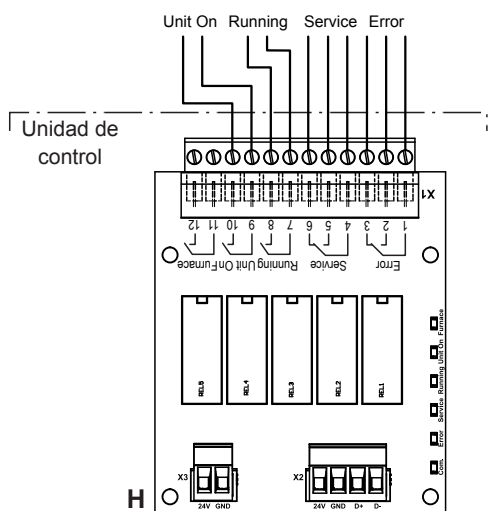 Unit On Running Service Error
Unidad de
control
X1
12 11 10 9 8 7 6 5 4 3 2 1
Furnace Unit On Running Service Error
REL5 REL4 REL3 REL2 REL1
Furnace
Unit On
Running
Service
Error
Com.
X3
24V GND
X2
24V GND D+ D-
H